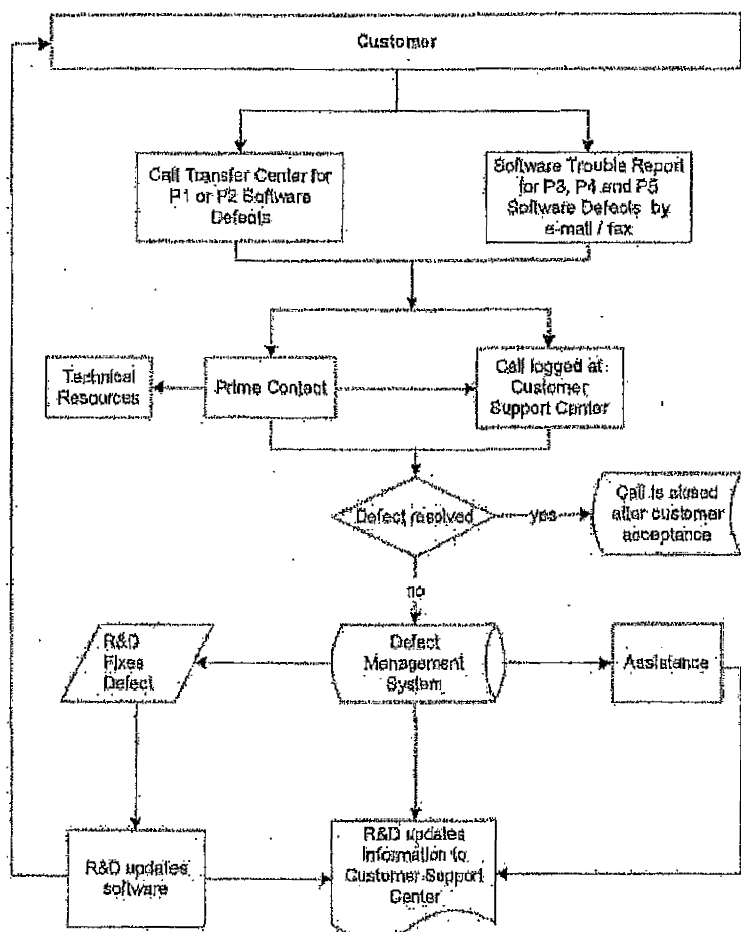 Customer
Call Transfer Center for
P1 or P2 Software
Defects
Software Trouble Report
for P3, P4 and P5
Software Defects by
e-mail / fax
Technical
Resources
Prime Contact
Call logged at
Customer
Support Center
Defect resolved
yes
Call is closed
after customer
acceptance
no
R&D
Fixes
Defect
Defect
Management
System
Assistance
R&D updates
software
R&D updates
Information to
Customer Support
Center